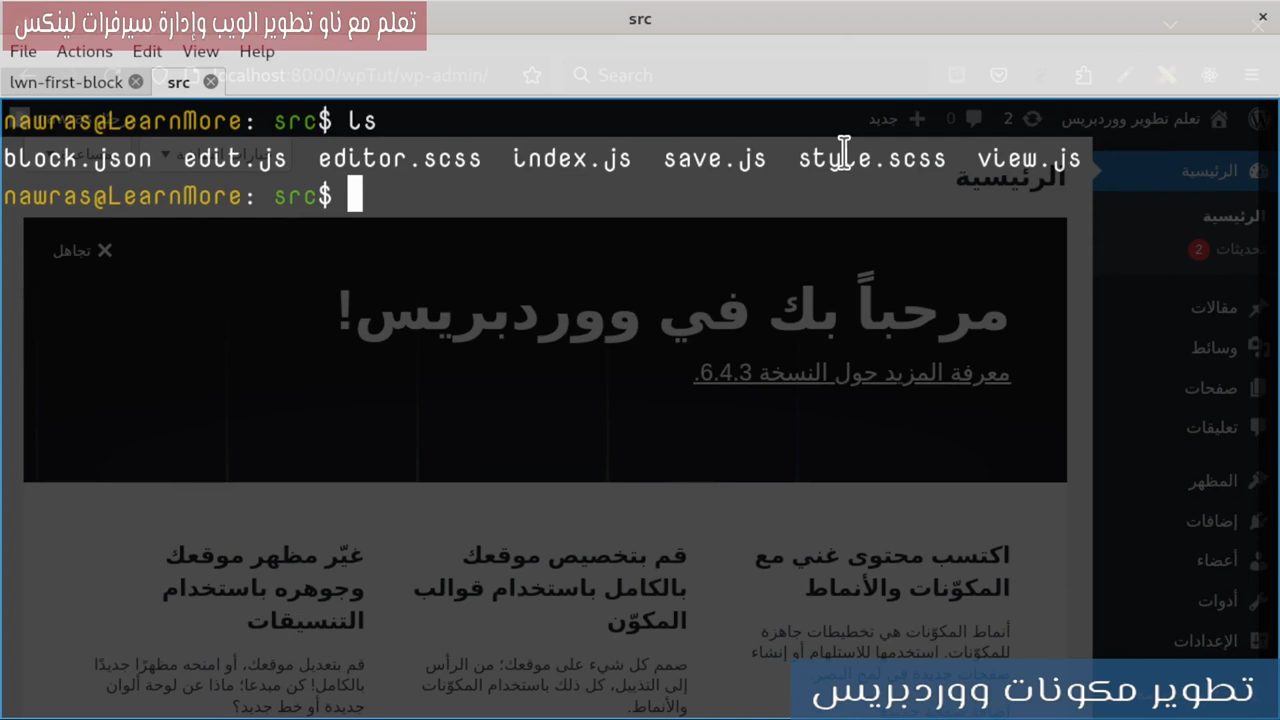 تعلم مع ناو تطوير الويب وإدارة سيرفرات لينكس
src
File Actions Edit View Help
localhost:8000/wpTut/wp-admin/
Search
lwn-first-block
src
nawras@LearnMore: src$ ls
تعلم تطوير ووردبريس
2
0
جديد
block.json edit.js editor.scss index.js save.js style.scss view.js
nawras@LearnMore: src$
الرئيسية
الرئيسية
الرئيسية
2
مقالات
وسائط
صفحات
تعليقات
المظهر
إضافات
أعضاء
أدوات
الإعدادات
تجاهل
مرحباً بك في ووردبريس!
معرفة المزيد حول النسخة 6.4.3.
اكتسب محتوى غني مع
المكوّنات والأنماط
أنماط المكوّنات هي تخطيطات جاهزة
للمكوّنات. استخدمها للاستلهام أو إنشاء
صفحات جديدة في لمح البصر
قم بتخصيص موقعك
بالكامل باستخدام قوالب
المكوّن
صمم كل شيء على موقعك؛ من الرأس
إلى التذييل، كل ذلك باستخدام المكوّنات
والأنماط.
غيّر مظهر موقعك
وجوهره باستخدام
التنسيقات
قم بتعديل موقعك، أو امنحه مظهرًا جديدًا
بالكامل! كن مبدعا؛ ماذا عن لوحة ألوان
جديدة أو خط جديد؟
تطوير مكونات ووردبريس